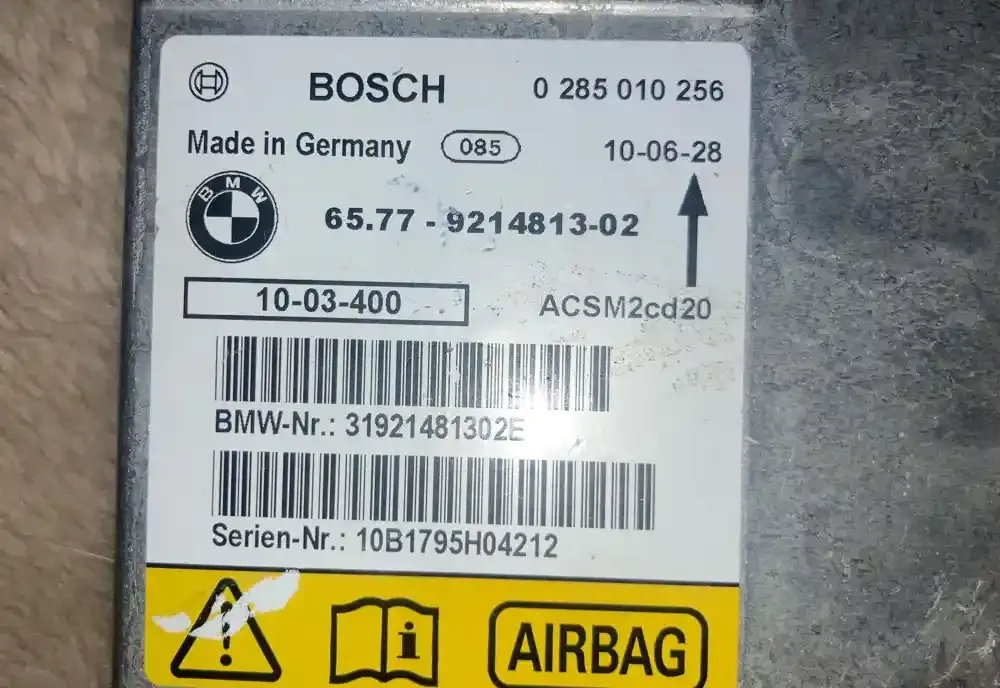 BOSCH 0 285 010 256
Made in Germany 085 10-06-28
BMW
65.77 - 9214813-02
10-03-400 ACSM2cd20
BMW-Nr.: 31921481302E
Serien-Nr.: 10B1795H04212
i
AIRBAG